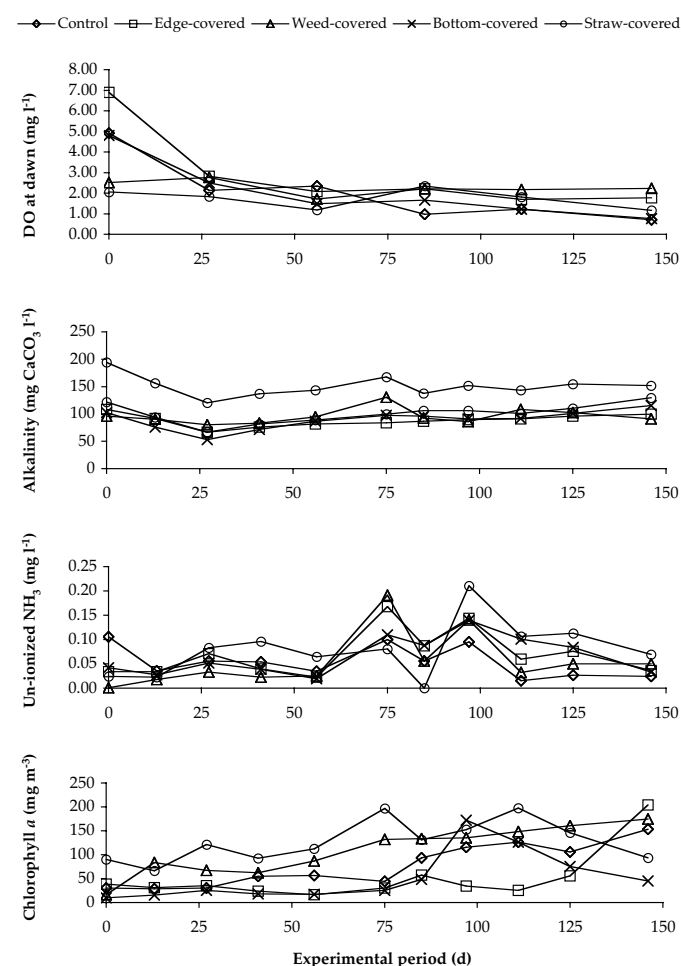 Control Edge-covered Weed-covered Bottom-covered Straw-covered
DO at dawn (mg l-1)
8.00
7.00
6.00
5.00
4.00
3.00
2.00
1.00
0.00
0 25 50 75 100 125 150
Alkalinity (mg CaCO3 l-1)
250
200
150
100
50
0
0 25 50 75 100 125 150
Un-ionized NH3 (mg l-1)
0.25
0.20
0.15
0.10
0.05
0.00
0 25 50 75 100 125 150
Chlorophyll a (mg m-3)
250
200
150
100
50
0
0 25 50 75 100 125 150
Experimental period (d)